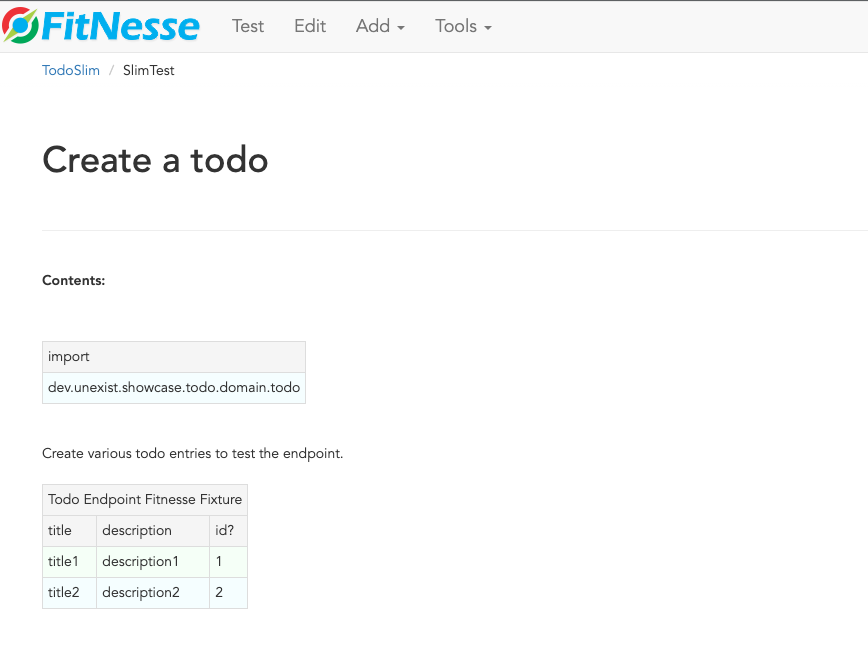 FitNesse Test Edit Add Tools
TodoSlim / SlimTest
Create a todo
Contents:
import
dev.unexist.showcase.todo.domain.todo
Create various todo entries to test the endpoint.
Todo Endpoint Fitnesse Fixture
title description id?
title1 description1 1
title2 description2 2